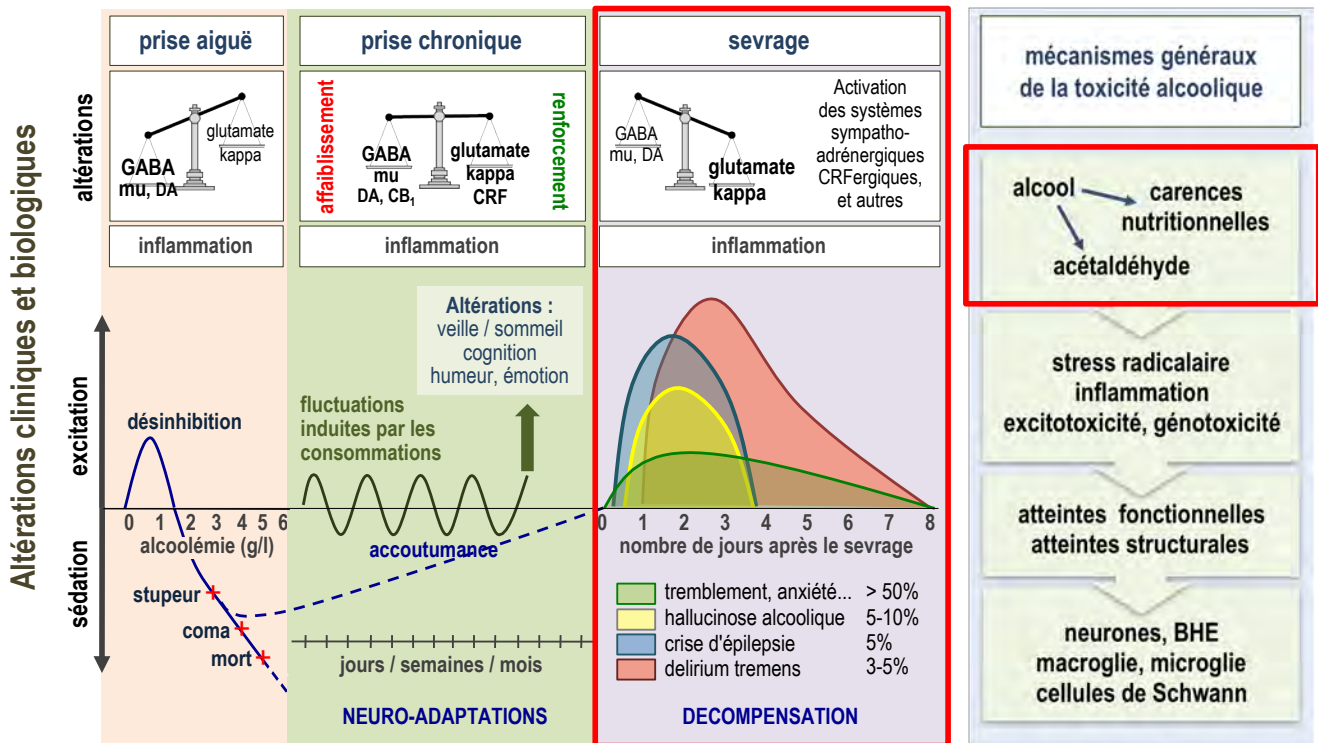 Altérations cliniques et biologiques
altérations
excitation
sédation
prise aiguë
GABA
mu, DA
glutamate
kappa
inflammation
désinhibition
0 1 2 3 4 5 6
alcoolémie (g/l)
stupeur
coma
mort
prise chronique
affaiblissement
GABA
mu
DA, CB1
glutamate
kappa
CRF
renforcement
inflammation
Altérations :
veille / sommeil
cognition
humeur, émotion
fluctuations
induites par les
consommations
accoutumance
jours / semaines / mois
NEURO-ADAPTATIONS
sevrage
GABA
mu, DA
glutamate
kappa
Activation
des systèmes
sympatho-
adrénergiques
CRFergiques,
et autres
inflammation
0 1 2 3 4 5 6 7 8
nombre de jours après le sevrage
tremblement, anxiété... > 50%
hallucinose alcoolique 5-10%
crise d'épilepsie 5%
delirium tremens 3-5%
DECOMPENSATION
mécanismes généraux
de la toxicité alcoolique
alcool
carences
nutritionnelles
acétaldéhyde
stress radicalaire
inflammation
excitotoxicité, génotoxicité
atteintes fonctionnelles
atteintes structurales
neurones, BHE
macroglie, microglie
cellules de Schwann